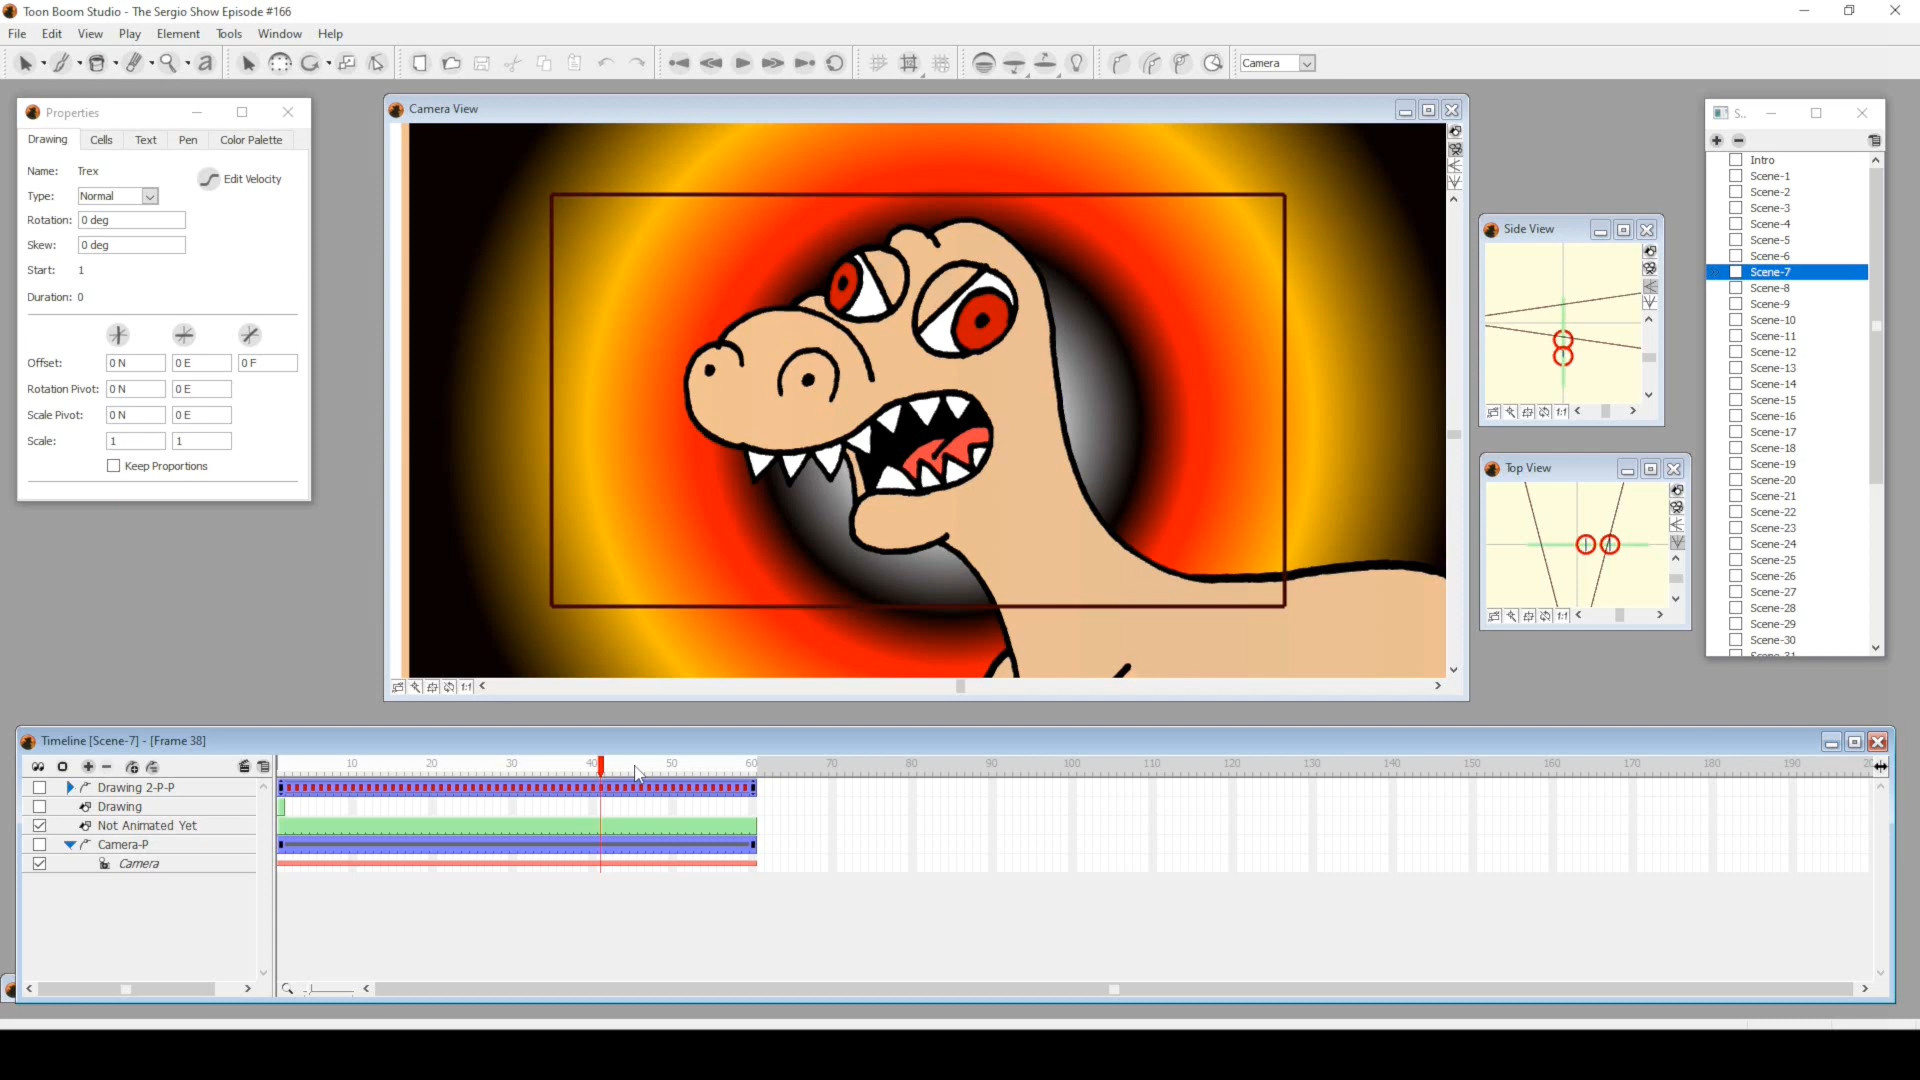 Toon Boom Studio - The Sergio Show Episode #166
File Edit View Play Element Tools Window Help
Camera
Properties
Drawing Cells Text Pen Color Palette
Name: Trex
Edit Velocity
Type: Normal
Rotation: 0 deg
Skew: 0 deg
Start: 1
Duration: 0
Offset: 0 N 0 E 0 F
Rotation Pivot: 0 N 0 E
Scale Pivot: 0 N 0 E
Scale: 1 1
Keep Proportions
Camera View
1:1
Side View
1:1
Top View
1:1
S..
Intro
Scene-1
Scene-2
Scene-3
Scene-4
Scene-5
Scene-6
Scene-7
Scene-8
Scene-9
Scene-10
Scene-11
Scene-12
Scene-13
Scene-14
Scene-15
Scene-16
Scene-17
Scene-18
Scene-19
Scene-20
Scene-21
Scene-22
Scene-23
Scene-24
Scene-25
Scene-26
Scene-27
Scene-28
Scene-29
Scene-30
Scene-31
Timeline [Scene-7] - [Frame 38]
10 20 30 40 50 60 70 80 90 100 110 120 130 140 150 160 170 180 190
Drawing 2-P-P
Drawing
Not Animated Yet
Camera-P
Camera